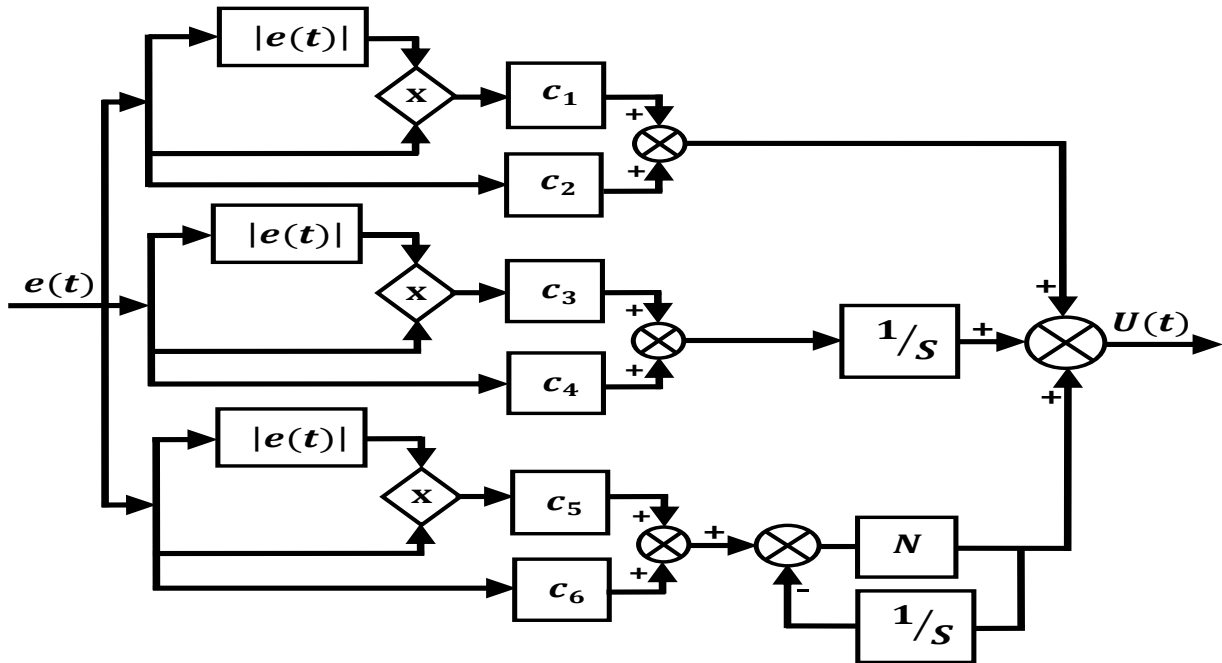 |e(t)|
x
c₁
+
+
c₂
|e(t)|
x
c₃
+
+
c₄
e(t)
1/S
+
+
+
U(t)
|e(t)|
x
c₅
+
+
c₆
+
N
-
1/S